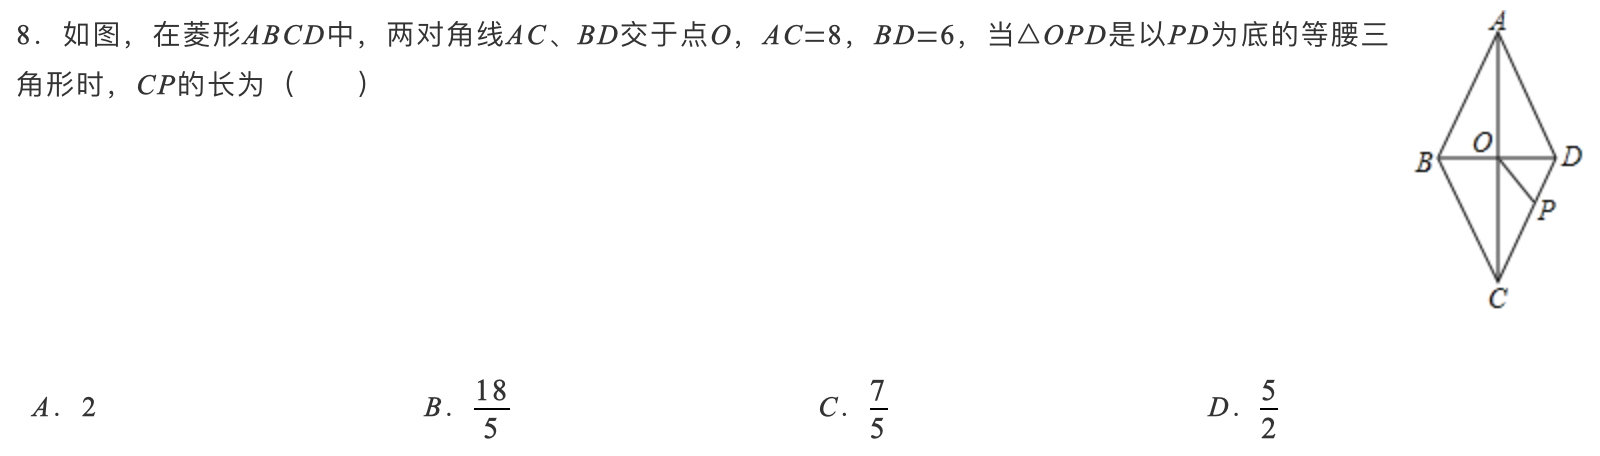 8．如图，在菱形ABCD中，两对角线AC、BD交于点O，AC=8，BD=6，当△OPD是以PD为底的等腰三
角形时，CP的长为（　　）
A
O
B
D
P
C
A．2　B．18/5　C．7/5　D．5/2